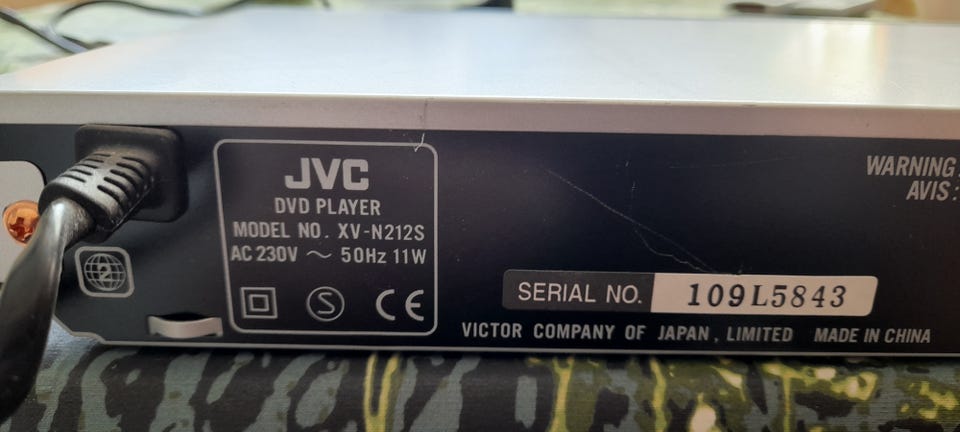 JVC
DVD PLAYER
MODEL NO. XV-N212S
AC 230V ~ 50Hz 11W
S
CE
2
SERIAL NO. 109L5843
VICTOR COMPANY OF JAPAN, LIMITED MADE IN CHINA
WARNING:
AVIS: